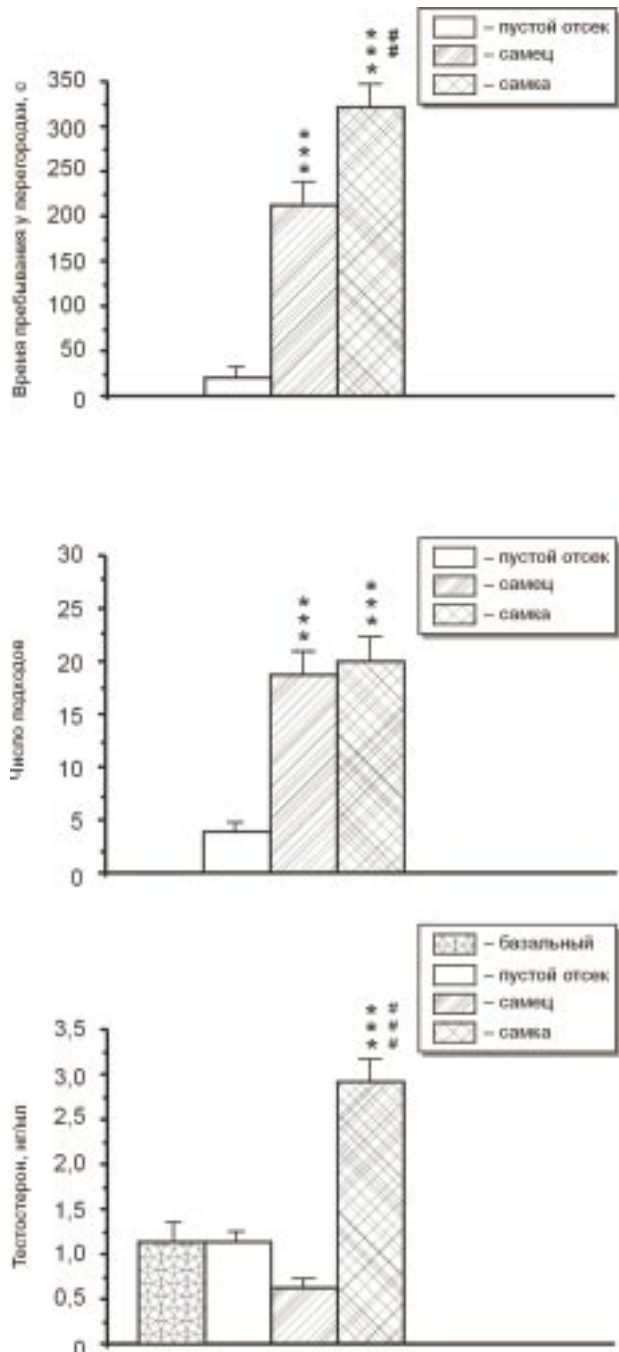 – пустой отсек
– самец
– самка
***
##
***
Время пребывания у перегородки, с
350
300
250
200
150
100
50
0
– пустой отсек
– самец
– самка
***
***
Число подходов
30
25
20
15
10
5
0
– базальный
– пустой отсек
– самец
– самка
***
###
Тестостерон, нг/мл
3,5
3,0
2,5
2,0
1,5
1,0
0,5
0